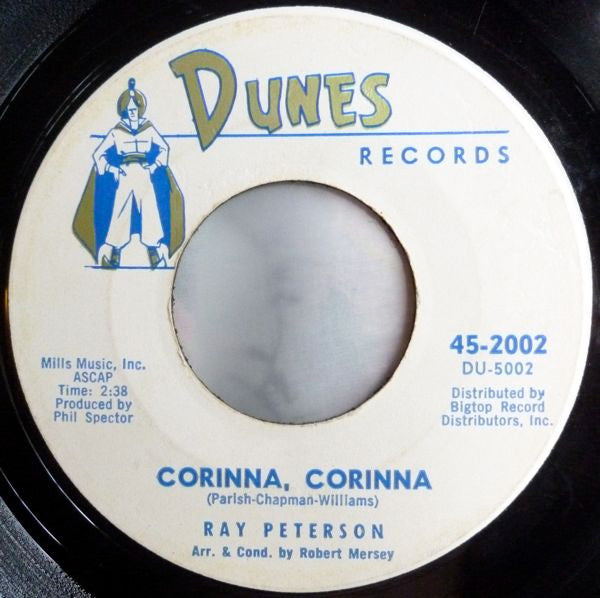 DUNES
RECORDS
45-2002
DU-5002
Mills Music, Inc.
ASCAP
Time: 2:38
Produced by
Phil Spector
Distributed by
Bigtop Record
Distributors, Inc.
CORINNA, CORINNA
(Parish-Chapman-Williams)
RAY PETERSON
Arr. & Cond. by Robert Mersey